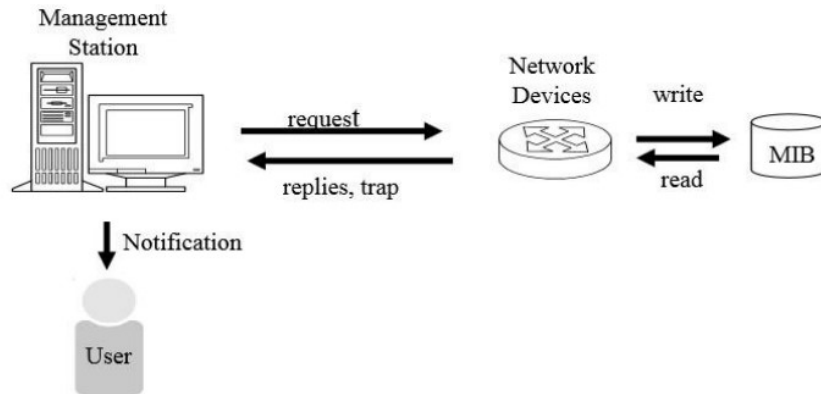 Management
Station
Network
Devices
write
request
MIB
replies, trap
read
Notification
User